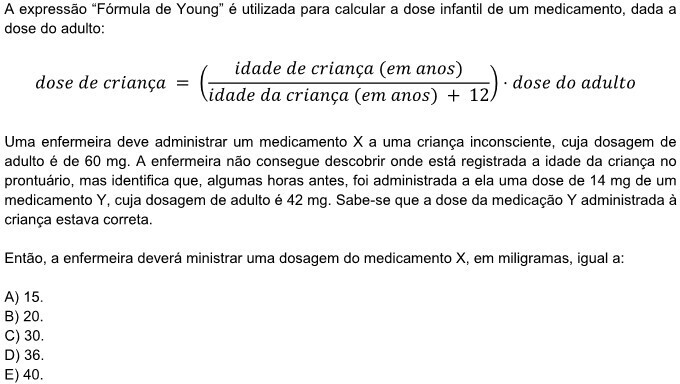 A expressão “Fórmula de Young” é utilizada para calcular a dose infantil de um medicamento, dada a
dose do adulto:
dose de criança = (idade de criança (em anos) / idade da criança (em anos) + 12) · dose do adulto
Uma enfermeira deve administrar um medicamento X a uma criança inconsciente, cuja dosagem de
adulto é de 60 mg. A enfermeira não consegue descobrir onde está registrada a idade da criança no
prontuário, mas identifica que, algumas horas antes, foi administrada a ela uma dose de 14 mg de um
medicamento Y, cuja dosagem de adulto é 42 mg. Sabe-se que a dose da medicação Y administrada à
criança estava correta.
Então, a enfermeira deverá ministrar uma dosagem do medicamento X, em miligramas, igual a:
A) 15.
B) 20.
C) 30.
D) 36.
E) 40.